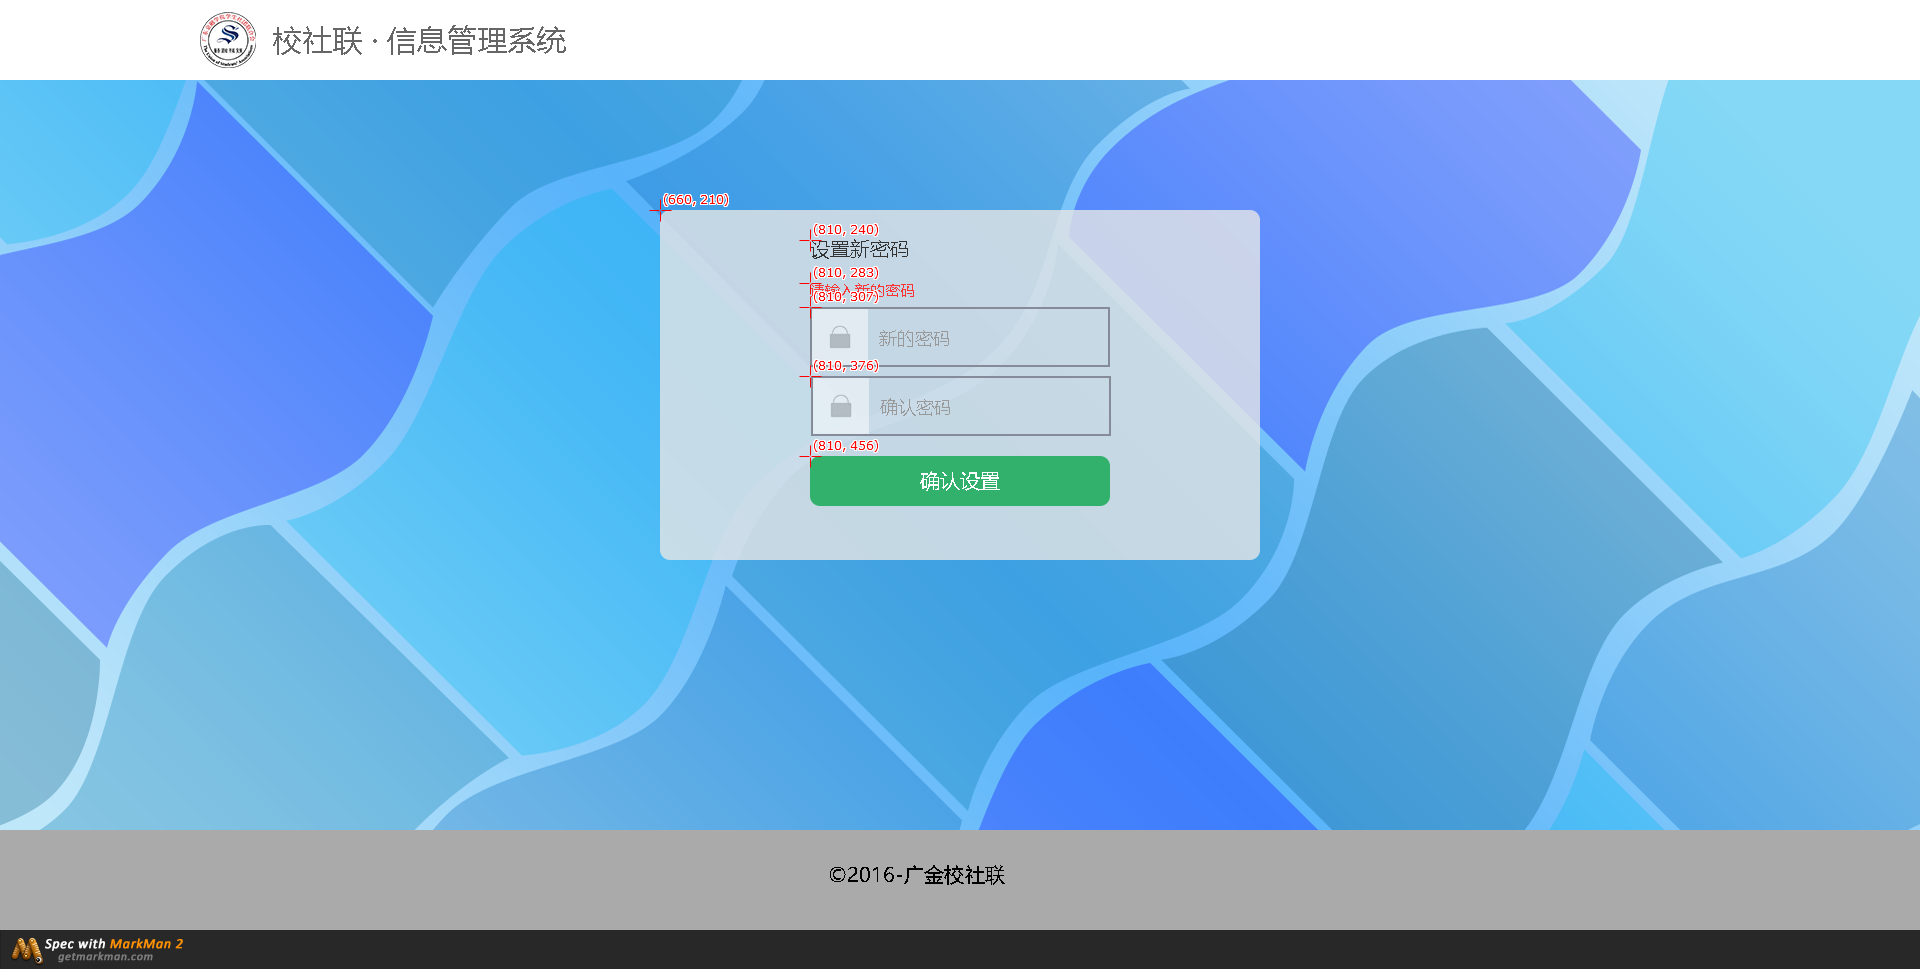 校社联 · 信息管理系统
(660, 210)
(810, 240)
设置新密码
(810, 283)
请输入新的密码
(810, 307)
新的密码
(810, 376)
确认密码
(810, 456)
确认设置
©2016-广金校社联
Spec with MarkMan 2
getmarkman.com